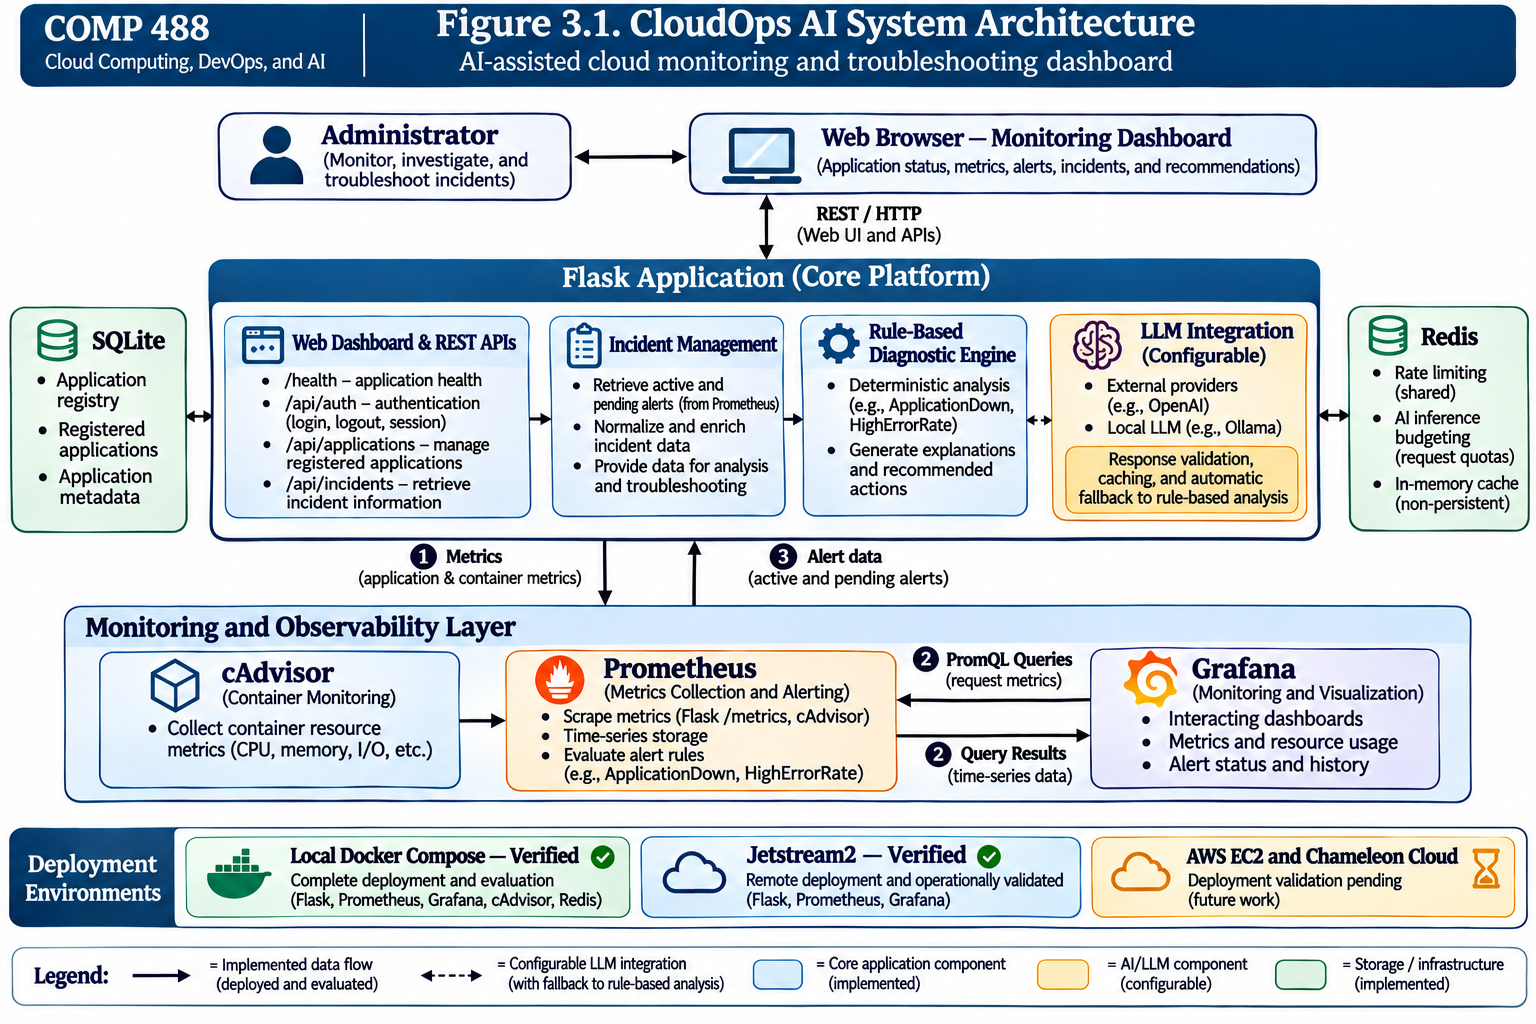 COMP 488
Cloud Computing, DevOps, and AI
Figure 3.1. CloudOps AI System Architecture
AI-assisted cloud monitoring and troubleshooting dashboard
Administrator
(Monitor, investigate, and
troubleshoot incidents)
Web Browser — Monitoring Dashboard
(Application status, metrics, alerts, incidents, and recommendations)
REST / HTTP
(Web UI and APIs)
Flask Application (Core Platform)
SQLite
• Application
registry
• Registered
applications
• Application
metadata
Web Dashboard & REST APIs
• /health – application health
• /api/auth – authentication
(login, logout, session)
• /api/applications – manage
registered applications
• /api/incidents – retrieve
incident information
Incident Management
• Retrieve active and
pending alerts (from Prometheus)
• Normalize and enrich
incident data
• Provide data for analysis
and troubleshooting
Rule-Based
Diagnostic Engine
• Deterministic analysis
(e.g., ApplicationDown,
HighErrorRate)
• Generate explanations
and recommended
actions
LLM Integration
(Configurable)
• External providers
(e.g., OpenAI)
• Local LLM (e.g., Ollama)
Response validation,
caching, and automatic
fallback to rule-based analysis
Redis
• Rate limiting
(shared)
• AI inference
budgeting
(request quotas)
• In-memory cache
(non-persistent)
1 Metrics
(application & container metrics)
3 Alert data
(active and pending alerts)
Monitoring and Observability Layer
cAdvisor
(Container Monitoring)
• Collect container resource
metrics (CPU, memory, I/O, etc.)
Prometheus
(Metrics Collection and Alerting)
• Scrape metrics (Flask /metrics, cAdvisor)
• Time-series storage
• Evaluate alert rules
(e.g., ApplicationDown, HighErrorRate)
2 PromQL Queries
(request metrics)
2 Query Results
(time-series data)
Grafana
(Monitoring and Visualization)
• Interacting dashboards
• Metrics and resource usage
• Alert status and history
Deployment
Environments
Local Docker Compose — Verified
Complete deployment and evaluation
(Flask, Prometheus, Grafana, cAdvisor, Redis)
Jetstream2 — Verified
Remote deployment and operationally validated
(Flask, Prometheus, Grafana)
AWS EC2 and Chameleon Cloud
Deployment validation pending
(future work)
Legend:
= Implemented data flow
(deployed and evaluated)
= Configurable LLM integration
(with fallback to rule-based analysis)
= Core application component
(implemented)
= AI/LLM component
(configurable)
= Storage / infrastructure
(implemented)